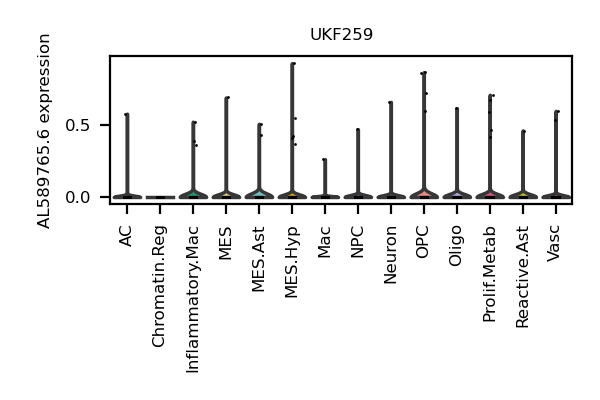 UKF259
AL589765.6 expression
0.5
0.0
AC
Chromatin.Reg
Inflammatory.Mac
MES
MES.Ast
MES.Hyp
Mac
NPC
Neuron
OPC
Oligo
Prolif.Metab
Reactive.Ast
Vasc